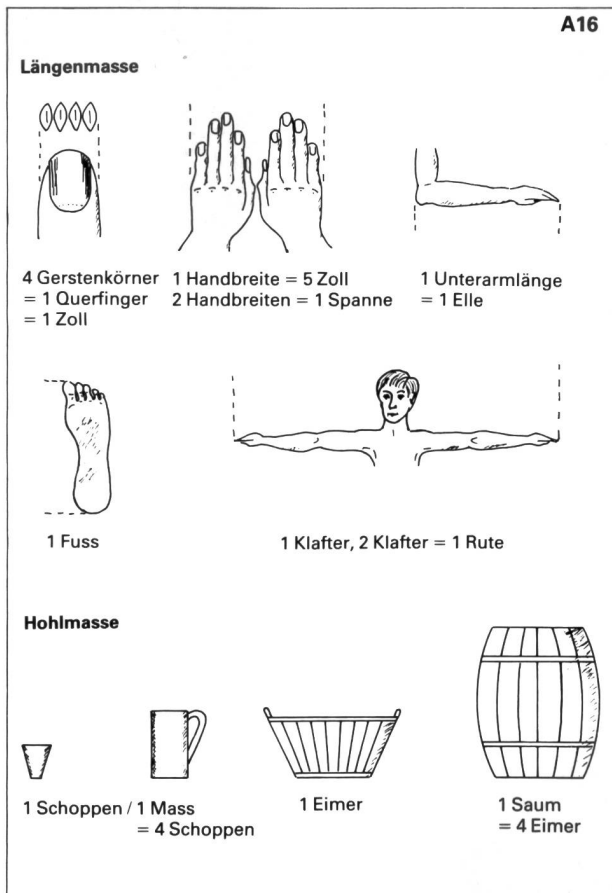 A16
Längenmasse
4 Gerstenkörner
= 1 Querfinger
= 1 Zoll
1 Handbreite = 5 Zoll
2 Handbreiten = 1 Spanne
1 Unterarmlänge
= 1 Elle
1 Fuss
1 Klafter, 2 Klafter = 1 Rute
Hohlmasse
1 Schoppen / 1 Mass
= 4 Schoppen
1 Eimer
1 Saum
= 4 Eimer